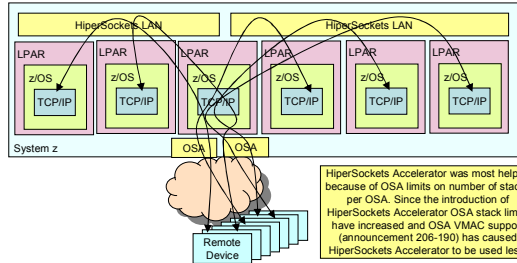 HiperSockets LAN
HiperSockets LAN
LPAR
LPAR
LPAR
LPAR
LPAR
LPAR
z/OS
z/OS
z/OS
z/OS
z/OS
z/OS
TCP/IP
TCP/IP
TCP/IP
TCP/IP
TCP/IP
TCP/IP
System z
OSA
OSA
Remote
Device
HiperSockets Accelerator was most help
because of OSA limits on number of stac
per OSA. Since the introduction of
HiperSockets Accelerator OSA stack lim
have increased and OSA VMAC suppo
(announcement 206-190) has caused
HiperSockets Accelerator to be used les